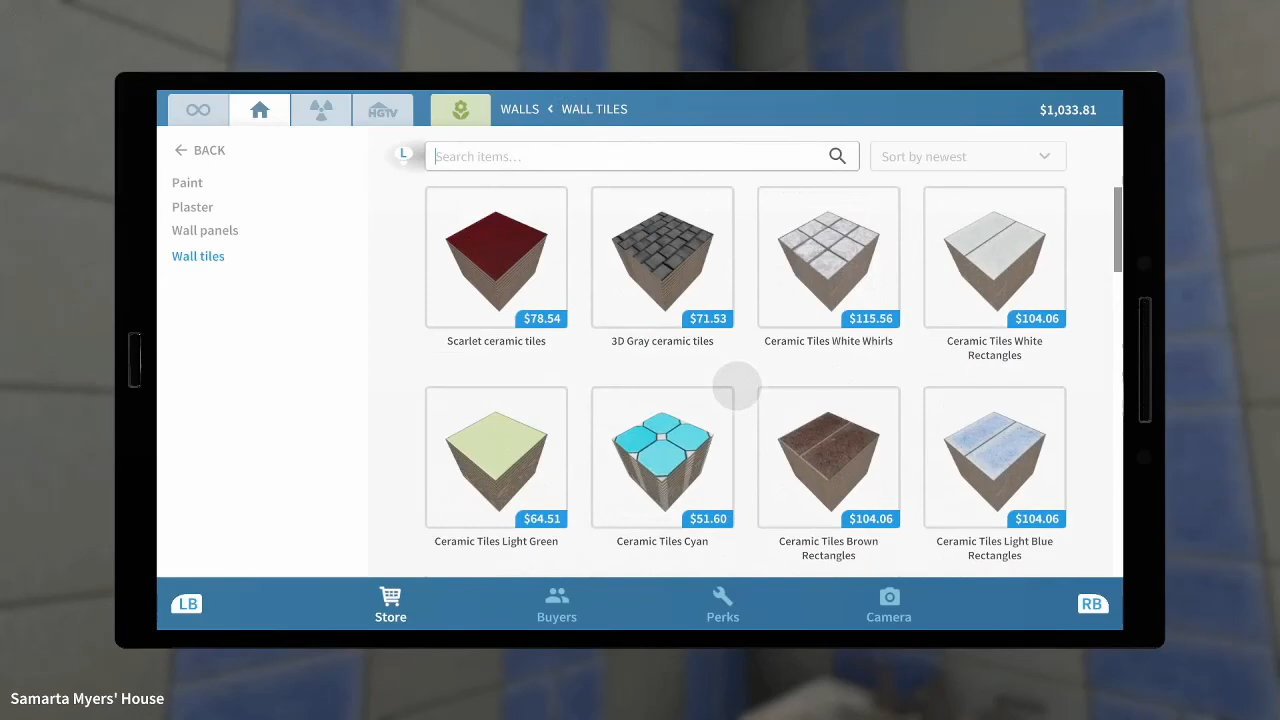 HGTV
WALLS < WALL TILES
$1,033.81
BACK
L
Search items...
Sort by newest
Paint
Plaster
Wall panels
Wall tiles
$78.54
$71.53
$115.56
$104.06
Scarlet ceramic tiles
3D Gray ceramic tiles
Ceramic Tiles White Whirls
Ceramic Tiles White
Rectangles
$64.51
$51.60
$104.06
$104.06
Ceramic Tiles Light Green
Ceramic Tiles Cyan
Ceramic Tiles Brown
Rectangles
Ceramic Tiles Light Blue
Rectangles
LB
Store
Buyers
Perks
Camera
RB
Samarta Myers' House